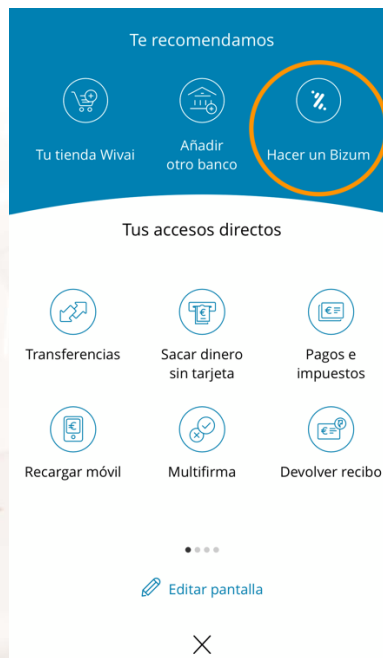 Te recomendamos
Tu tienda Wivai
Añadir
otro banco
Hacer un Bizum
Tus accesos directos
Transferencias
Sacar dinero
sin tarjeta
Pagos e
impuestos
Recargar móvil
Multifirma
Devolver recibo
Editar pantalla